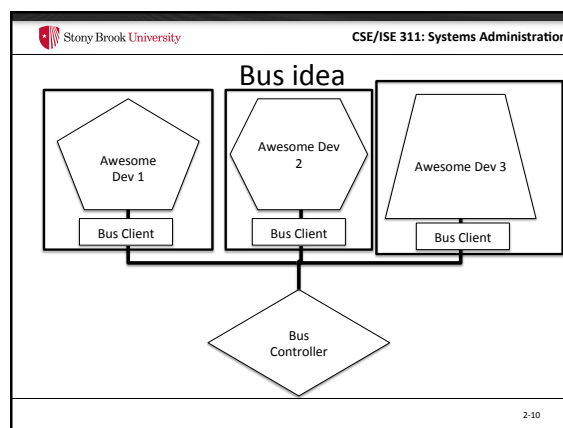 Stony Brook University
CSE/ISE 311: Systems Administration
Bus idea
Awesome
Dev 1
Awesome Dev
2
Awesome Dev 3
Bus Client
Bus Client
Bus Client
Bus
Controller
2-10